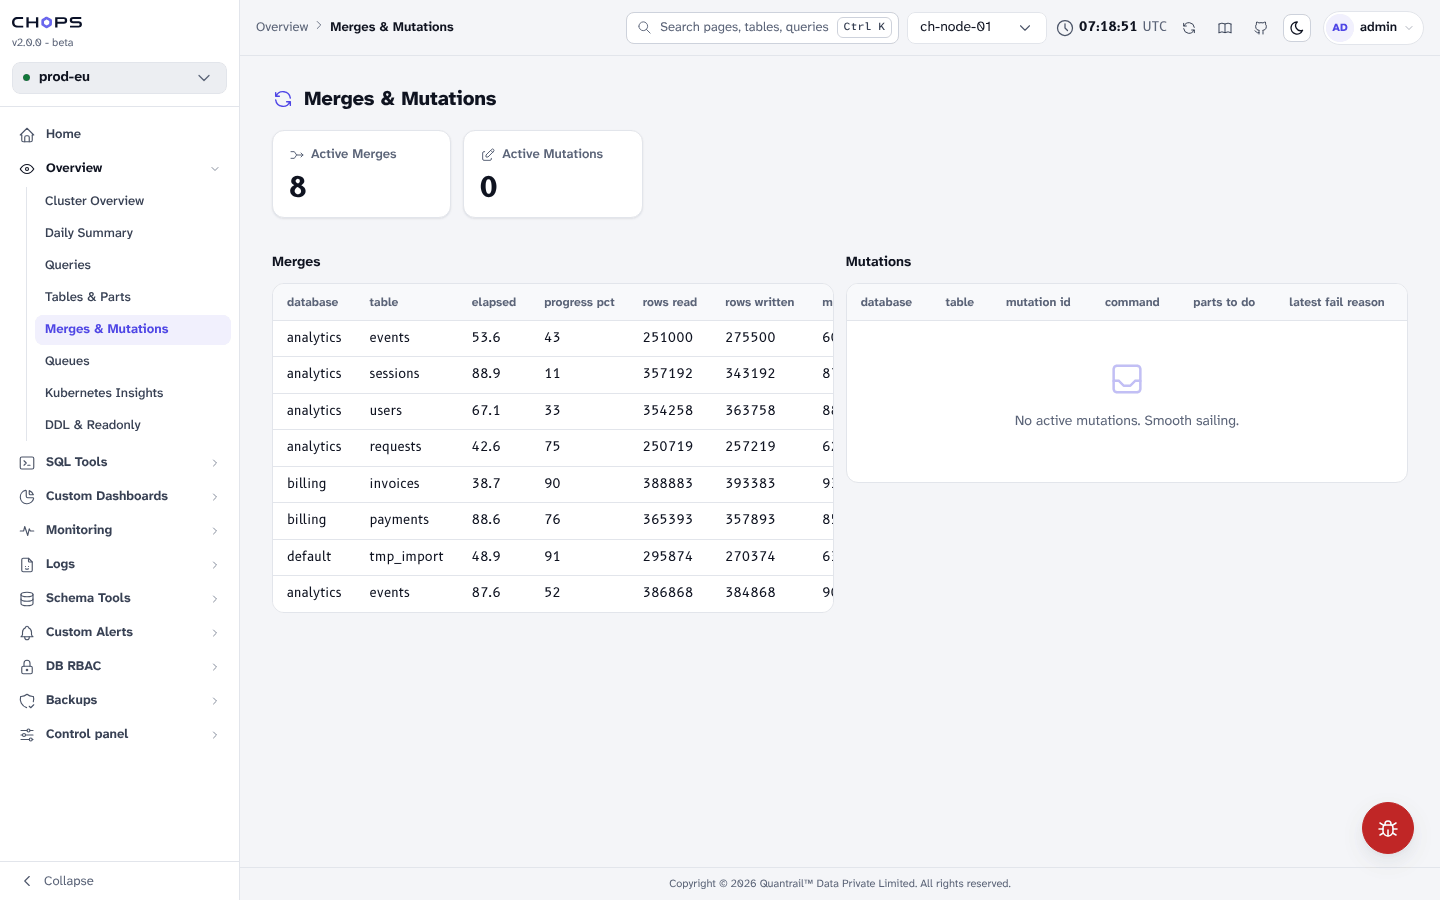 CHOPS
v2.0.0 - beta
prod-eu
Home
Overview
Cluster Overview
Daily Summary
Queries
Tables & Parts
Merges & Mutations
Queues
Kubernetes Insights
DDL & Readonly
SQL Tools
Custom Dashboards
Monitoring
Logs
Schema Tools
Custom Alerts
DB RBAC
Backups
Control panel
Collapse
Overview Merges & Mutations
Search pages, tables, queries Ctrl K
ch-node-01
07:18:51 UTC
AD admin
Merges & Mutations
Active Merges
8
Active Mutations
0
Merges
database table elapsed progress pct rows read rows written
analytics events 53.6 43 251000 275500
analytics sessions 88.9 11 357192 343192
analytics users 67.1 33 354258 363758
analytics requests 42.6 75 250719 257219
billing invoices 38.7 90 388883 393383
billing payments 88.6 76 365393 357893
default tmp_import 48.9 91 295874 270374
analytics events 87.6 52 386868 384868
Mutations
database table mutation id command parts to do latest fail reason
No active mutations. Smooth sailing.
Copyright © 2026 Quantrail™ Data Private Limited. All rights reserved.